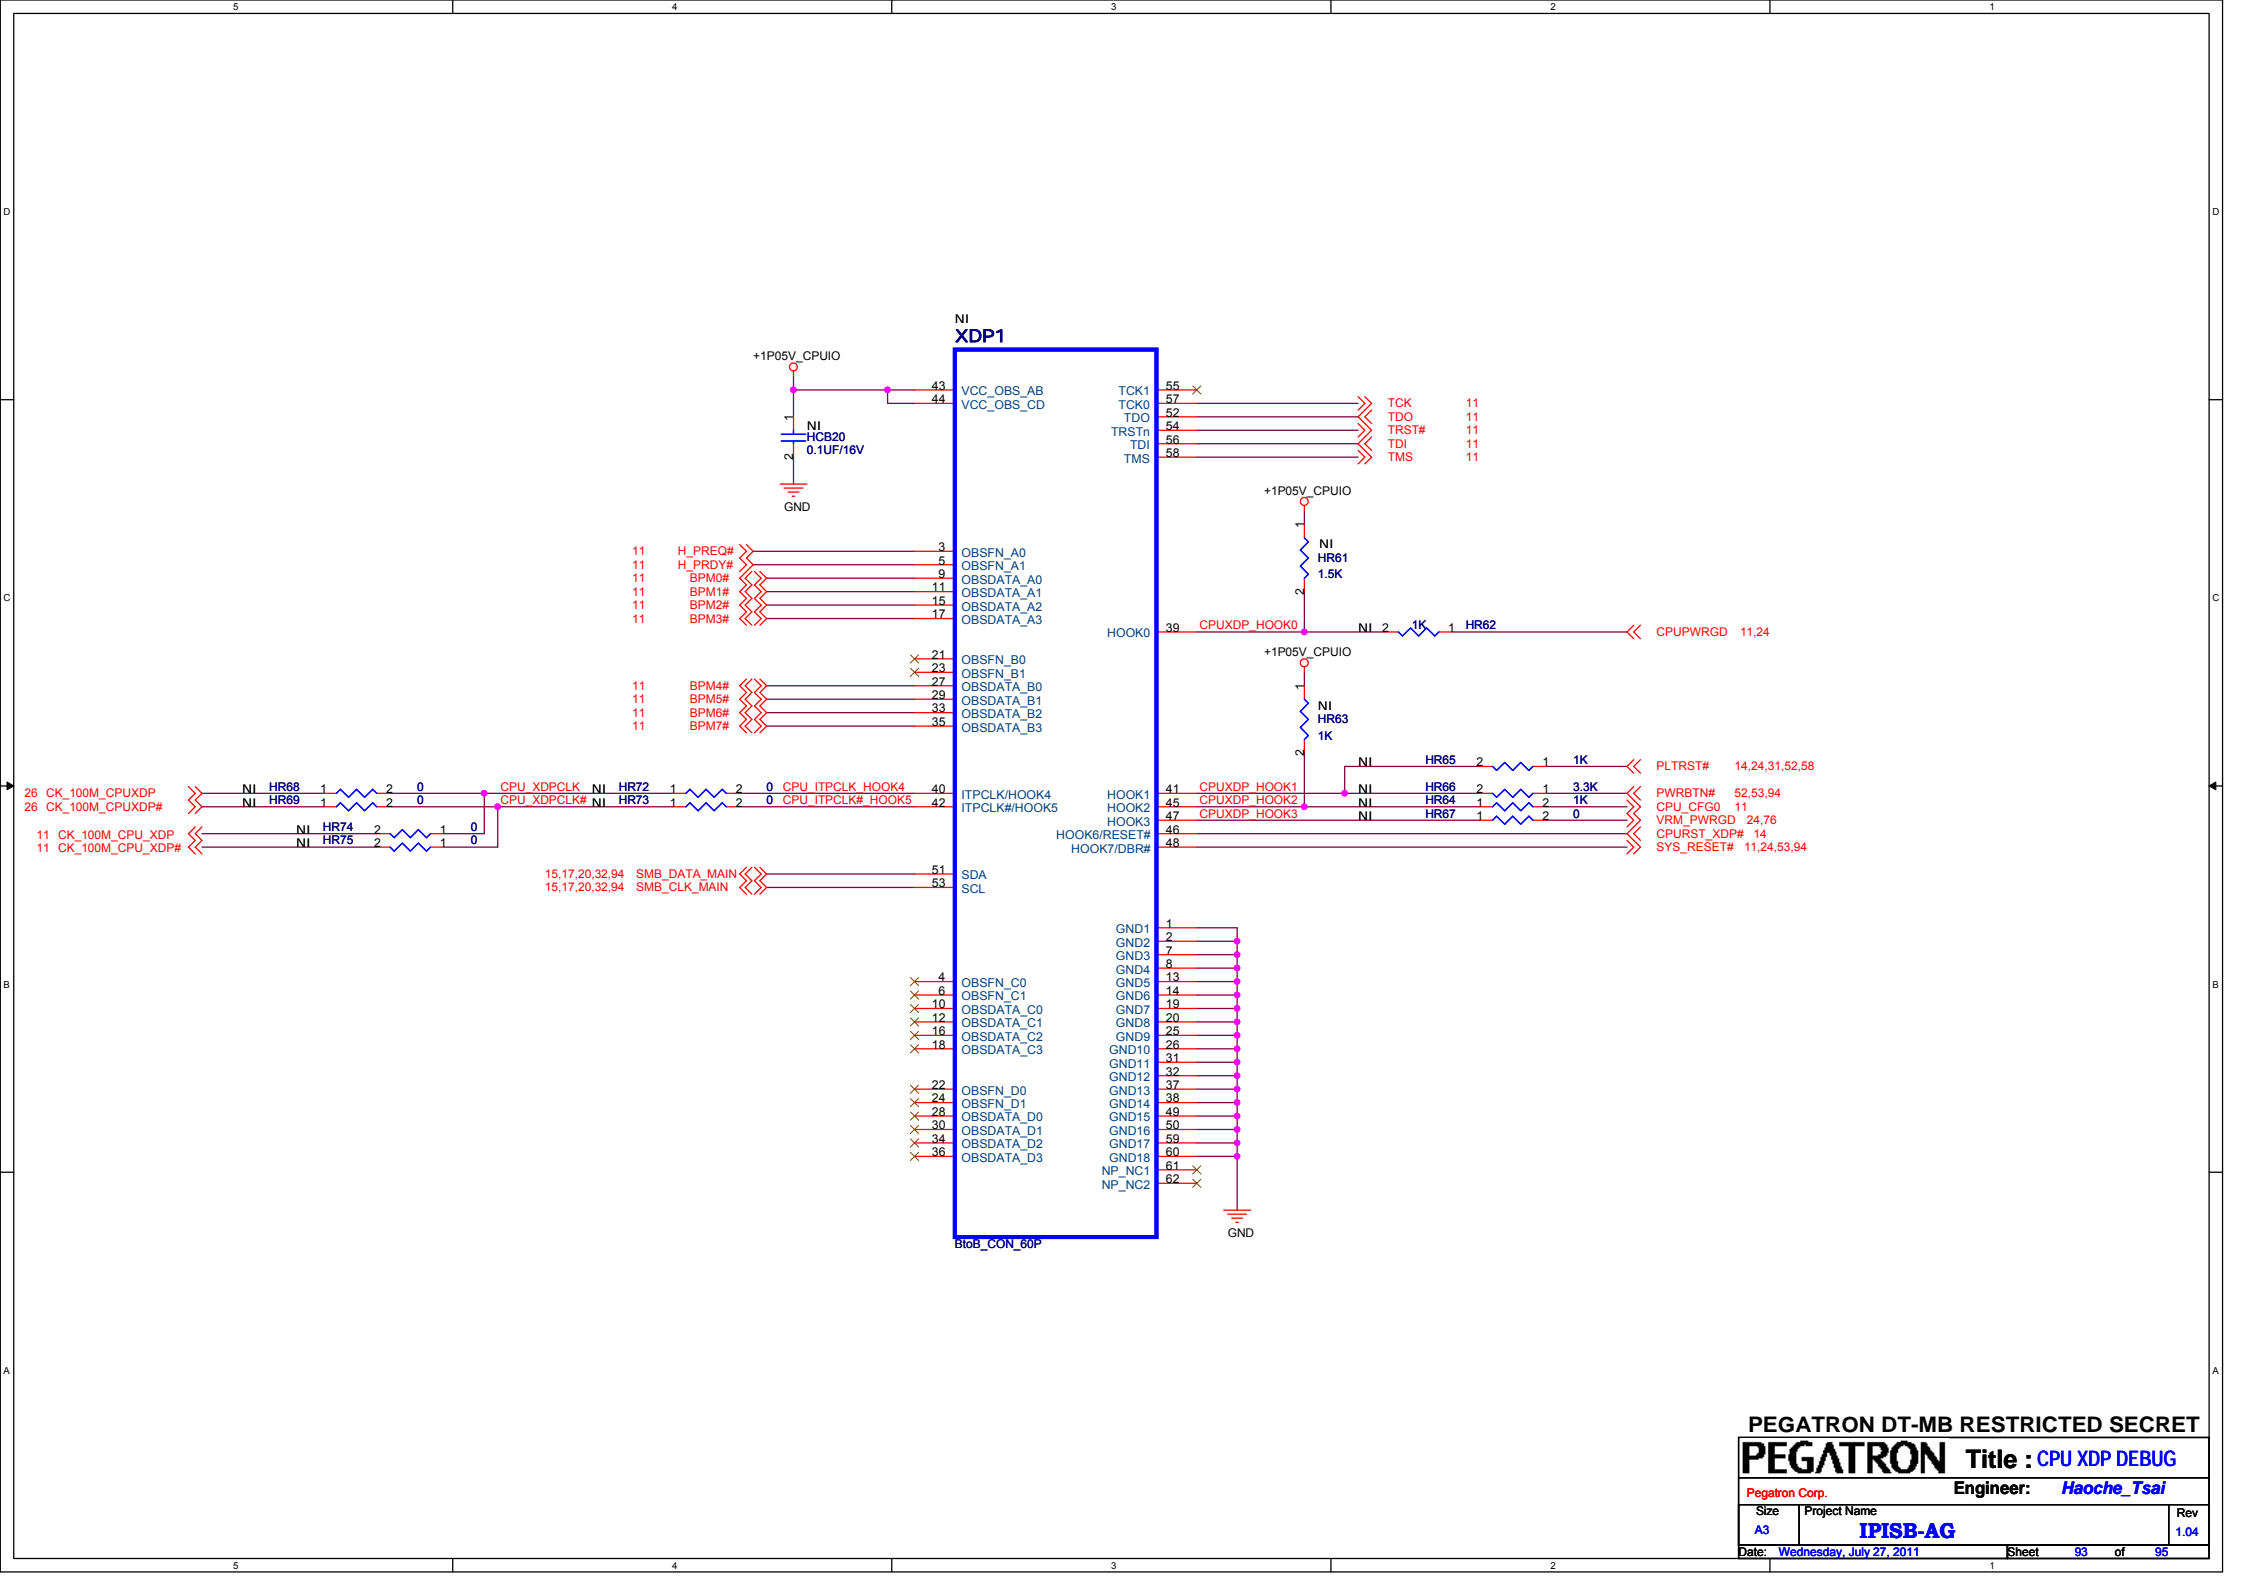 5 4 3 2 1
D D
C C
B B
A A
NI
XDP1
+1P05V_CPUIO
43 VCC_OBS_AB
44 VCC_OBS_CD
1
NI
HCB20
0.1UF/16V
2
GND
TCK1 55
TCK0 57 TCK 11
TDO 52 TDO 11
TRSTn 54 TRST# 11
TDI 56 TDI 11
TMS 58 TMS 11
+1P05V_CPUIO
1
NI
HR61
1.5K
2
11 H_PREQ# 3 OBSFN_A0
11 H_PRDY# 5 OBSFN_A1
11 BPM0# 9 OBSDATA_A0
11 BPM1# 11 OBSDATA_A1
11 BPM2# 15 OBSDATA_A2
11 BPM3# 17 OBSDATA_A3
HOOK0 39 CPUXDP_HOOK0 NI 2 1K 1 HR62 CPUPWRGD 11,24
+1P05V_CPUIO
1
NI
HR63
1K
2
21 OBSFN_B0
23 OBSFN_B1
11 BPM4# 27 OBSDATA_B0
11 BPM5# 29 OBSDATA_B1
11 BPM6# 33 OBSDATA_B2
11 BPM7# 35 OBSDATA_B3
NI HR65 2 1 1K PLTRST# 14,24,31,52,58
26 CK_100M_CPUXDP NI HR68 1 2 0 CPU_XDPCLK NI HR72 1 2 0 CPU_ITPCLK_HOOK4 40 ITPCLK/HOOK4
26 CK_100M_CPUXDP# NI HR69 1 2 0 CPU_XDPCLK# NI HR73 1 2 0 CPU_ITPCLK#_HOOK5 42 ITPCLK#/HOOK5
11 CK_100M_CPU_XDP NI HR74 2 1 0
11 CK_100M_CPU_XDP# NI HR75 2 1 0
HOOK1 41 CPUXDP_HOOK1 NI HR66 2 1 3.3K PWRBTN# 52,53,94
HOOK2 45 CPUXDP_HOOK2 NI HR64 1 2 1K CPU_CFG0 11
HOOK3 47 CPUXDP_HOOK3 NI HR67 1 2 0 VRM_PWRGD 24,76
HOOK6/RESET# 46 CPURST_XDP# 14
HOOK7/DBR# 48 SYS_RESET# 11,24,53,94
15,17,20,32,94 SMB_DATA_MAIN 51 SDA
15,17,20,32,94 SMB_CLK_MAIN 53 SCL
GND1 1
GND2 2
GND3 7
GND4 8
GND5 13
GND6 14
GND7 19
GND8 20
GND9 25
GND10 26
GND11 31
GND12 32
GND13 37
GND14 38
GND15 49
GND16 50
GND17 59
GND18 60
NP_NC1 61
NP_NC2 62
GND
4 OBSFN_C0
6 OBSFN_C1
10 OBSDATA_C0
12 OBSDATA_C1
16 OBSDATA_C2
18 OBSDATA_C3
22 OBSFN_D0
24 OBSFN_D1
28 OBSDATA_D0
30 OBSDATA_D1
34 OBSDATA_D2
36 OBSDATA_D3
BtoB_CON_60P
PEGATRON DT-MB RESTRICTED SECRET
PEGATRON Title : CPU XDP DEBUG
Pegatron Corp. Engineer: Haoche_Tsai
Size Project Name Rev
A3 IPISB-AG 1.04
Date: Wednesday, July 27, 2011 Sheet 93 of 95
5 4 3 2 1